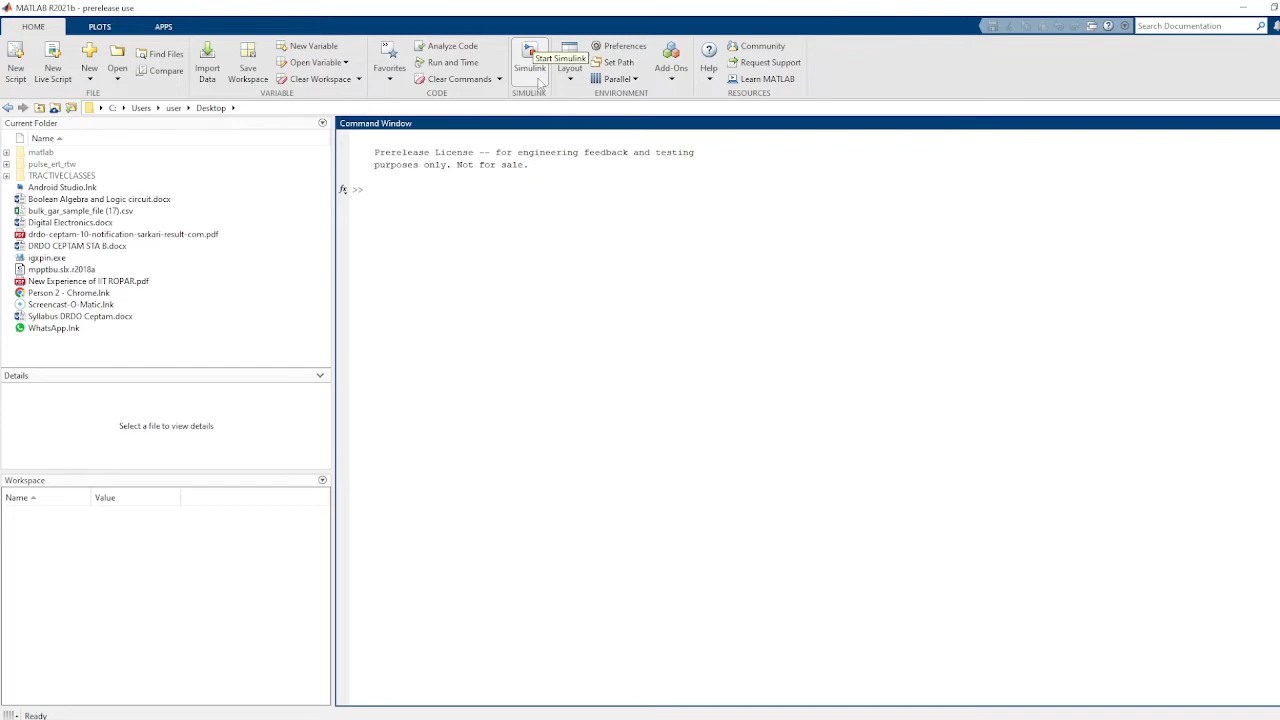 MATLAB R2021b - prerelease use
HOME PLOTS APPS
Search Documentation
New Script
New Live Script
New
Open
Find Files
Compare
FILE
Import Data
Save Workspace
New Variable
Open Variable
Clear Workspace
VARIABLE
Favorites
Analyze Code
Run and Time
Clear Commands
CODE
Simulink
Start Simulink
SIMULINK
Layout
Preferences
Set Path
Parallel
Add-Ons
ENVIRONMENT
Help
Community
Request Support
Learn MATLAB
RESOURCES
C: Users user Desktop
Current Folder
Name
matlab
pulse_ert_rtw
TRACTIVECLASSES
Android Studio.lnk
Boolean Algebra and Logic circuit.docx
bulk_gar_sample_file (17).csv
Digital Electronics.docx
drdo-ceptam-10-notification-sarkari-result-com.pdf
DRDO CEPTAM STA B.docx
igxpin.exe
mpptbu.slx.r2018a
New Experience of IIT ROPAR.pdf
Person 2 - Chrome.lnk
Screencast-O-Matic.lnk
Syllabus DRDO Ceptam.docx
WhatsApp.lnk
Details
Select a file to view details
Workspace
Name Value
Command Window
Prerelease License -- for engineering feedback and testing
purposes only. Not for sale.
fx >>
Ready